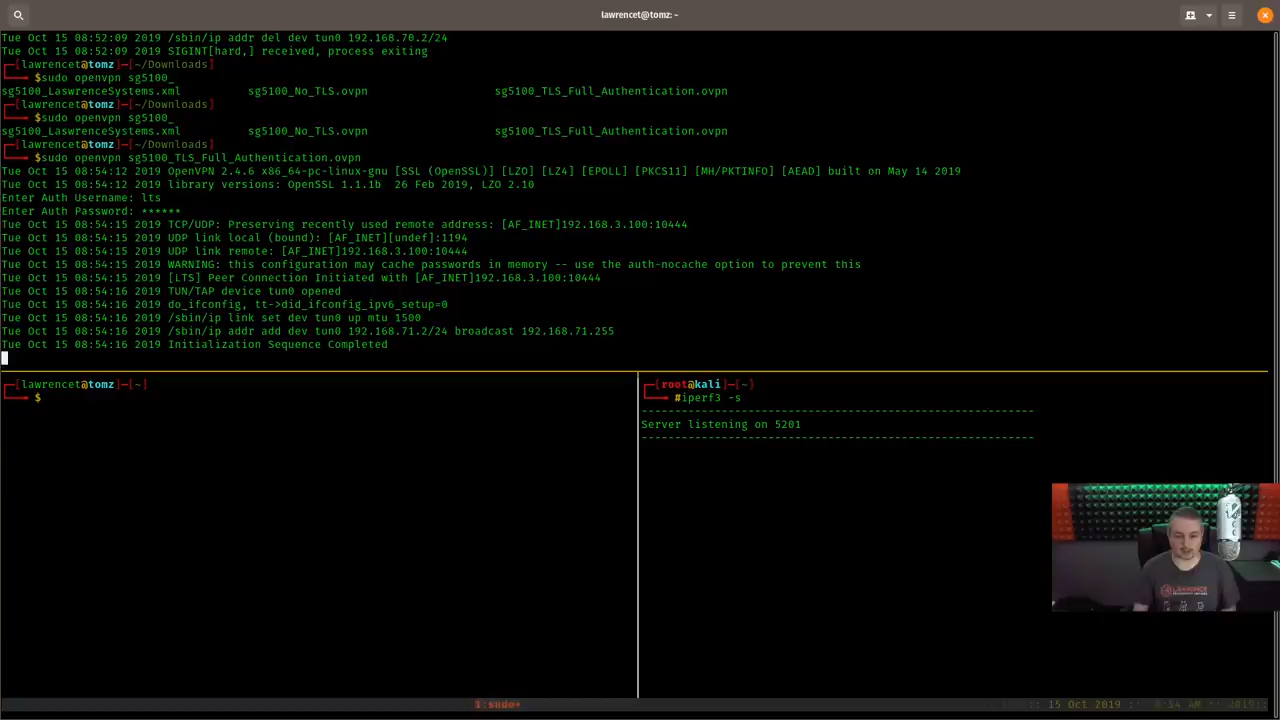 lawrencet@tomz: ~
Tue Oct 15 08:52:09 2019 /sbin/ip addr del dev tun0 192.168.70.2/24
Tue Oct 15 08:52:09 2019 SIGINT[hard,] received, process exiting
┌─[lawrencet@tomz]─[~/Downloads]
└──╼ $sudo openvpn sg5100_
sg5100_LaswrenceSystems.xml sg5100_No_TLS.ovpn sg5100_TLS_Full_Authentication.ovpn
┌─[lawrencet@tomz]─[~/Downloads]
└──╼ $sudo openvpn sg5100_
sg5100_LaswrenceSystems.xml sg5100_No_TLS.ovpn sg5100_TLS_Full_Authentication.ovpn
┌─[lawrencet@tomz]─[~/Downloads]
└──╼ $sudo openvpn sg5100_TLS_Full_Authentication.ovpn
Tue Oct 15 08:54:12 2019 OpenVPN 2.4.6 x86_64-pc-linux-gnu [SSL (OpenSSL)] [LZO] [LZ4] [EPOLL] [PKCS11] [MH/PKTINFO] [AEAD] built on May 14 2019
Tue Oct 15 08:54:12 2019 library versions: OpenSSL 1.1.1b  26 Feb 2019, LZO 2.10
Enter Auth Username: lts
Enter Auth Password: ******
Tue Oct 15 08:54:15 2019 TCP/UDP: Preserving recently used remote address: [AF_INET]192.168.3.100:10444
Tue Oct 15 08:54:15 2019 UDP link local (bound): [AF_INET][undef]:1194
Tue Oct 15 08:54:15 2019 UDP link remote: [AF_INET]192.168.3.100:10444
Tue Oct 15 08:54:15 2019 WARNING: this configuration may cache passwords in memory -- use the auth-nocache option to prevent this
Tue Oct 15 08:54:15 2019 [LTS] Peer Connection Initiated with [AF_INET]192.168.3.100:10444
Tue Oct 15 08:54:16 2019 TUN/TAP device tun0 opened
Tue Oct 15 08:54:16 2019 do_ifconfig, tt->did_ifconfig_ipv6_setup=0
Tue Oct 15 08:54:16 2019 /sbin/ip link set dev tun0 up mtu 1500
Tue Oct 15 08:54:16 2019 /sbin/ip addr add dev tun0 192.168.71.2/24 broadcast 192.168.71.255
Tue Oct 15 08:54:16 2019 Initialization Sequence Completed
┌─[lawrencet@tomz]─[~]
└──╼ $
┌─[root@kali]─[~]
└──╼ #iperf3 -s
-----------------------------------------------------------
Server listening on 5201
-----------------------------------------------------------
1:sudo* :: 15 Oct 2019 :: 8:54 AM :: 2019::